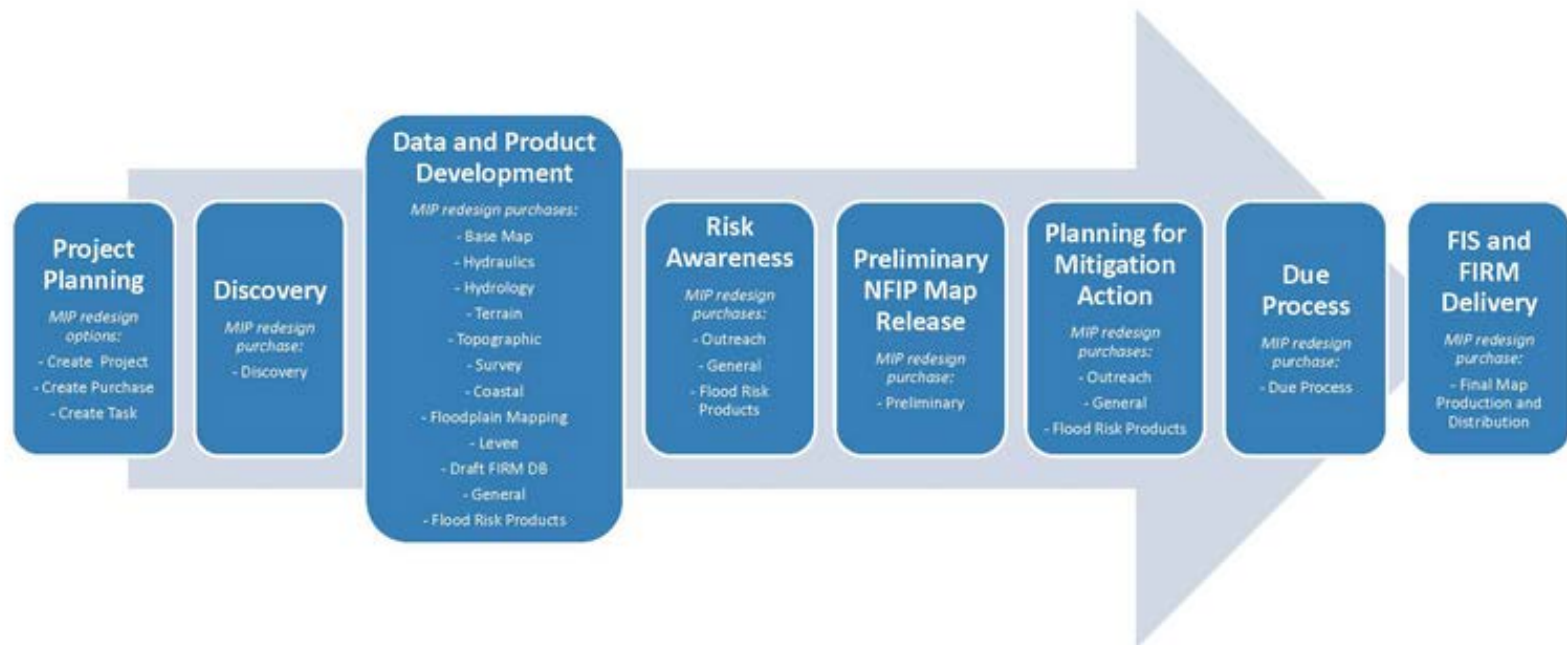 Project
Planning
MIP redesign
options:
- Create Project
- Create Purchase
- Create Task
Discovery
MIP redesign
purchase:
- Discovery
Data and Product
Development
MIP redesign purchases:
- Base Map
- Hydraulics
- Hydrology
- Terrain
- Topographic
- Survey
- Coastal
- Floodplain Mapping
- Levee
- Draft FIRM DB
- General
- Flood Risk Products
Risk
Awareness
MIP redesign
purchases:
- Outreach
- General
- Flood Risk
Products
Preliminary
NFIP Map
Release
MIP redesign
purchase:
- Preliminary
Planning for
Mitigation
Action
MIP redesign
purchases:
- Outreach
- General
- Flood Risk Products
Due
Process
MIP redesign
purchase:
- Due Process
FIS and
FIRM
Delivery
MIP redesign
purchase:
- Final Map
Production and
Distribution